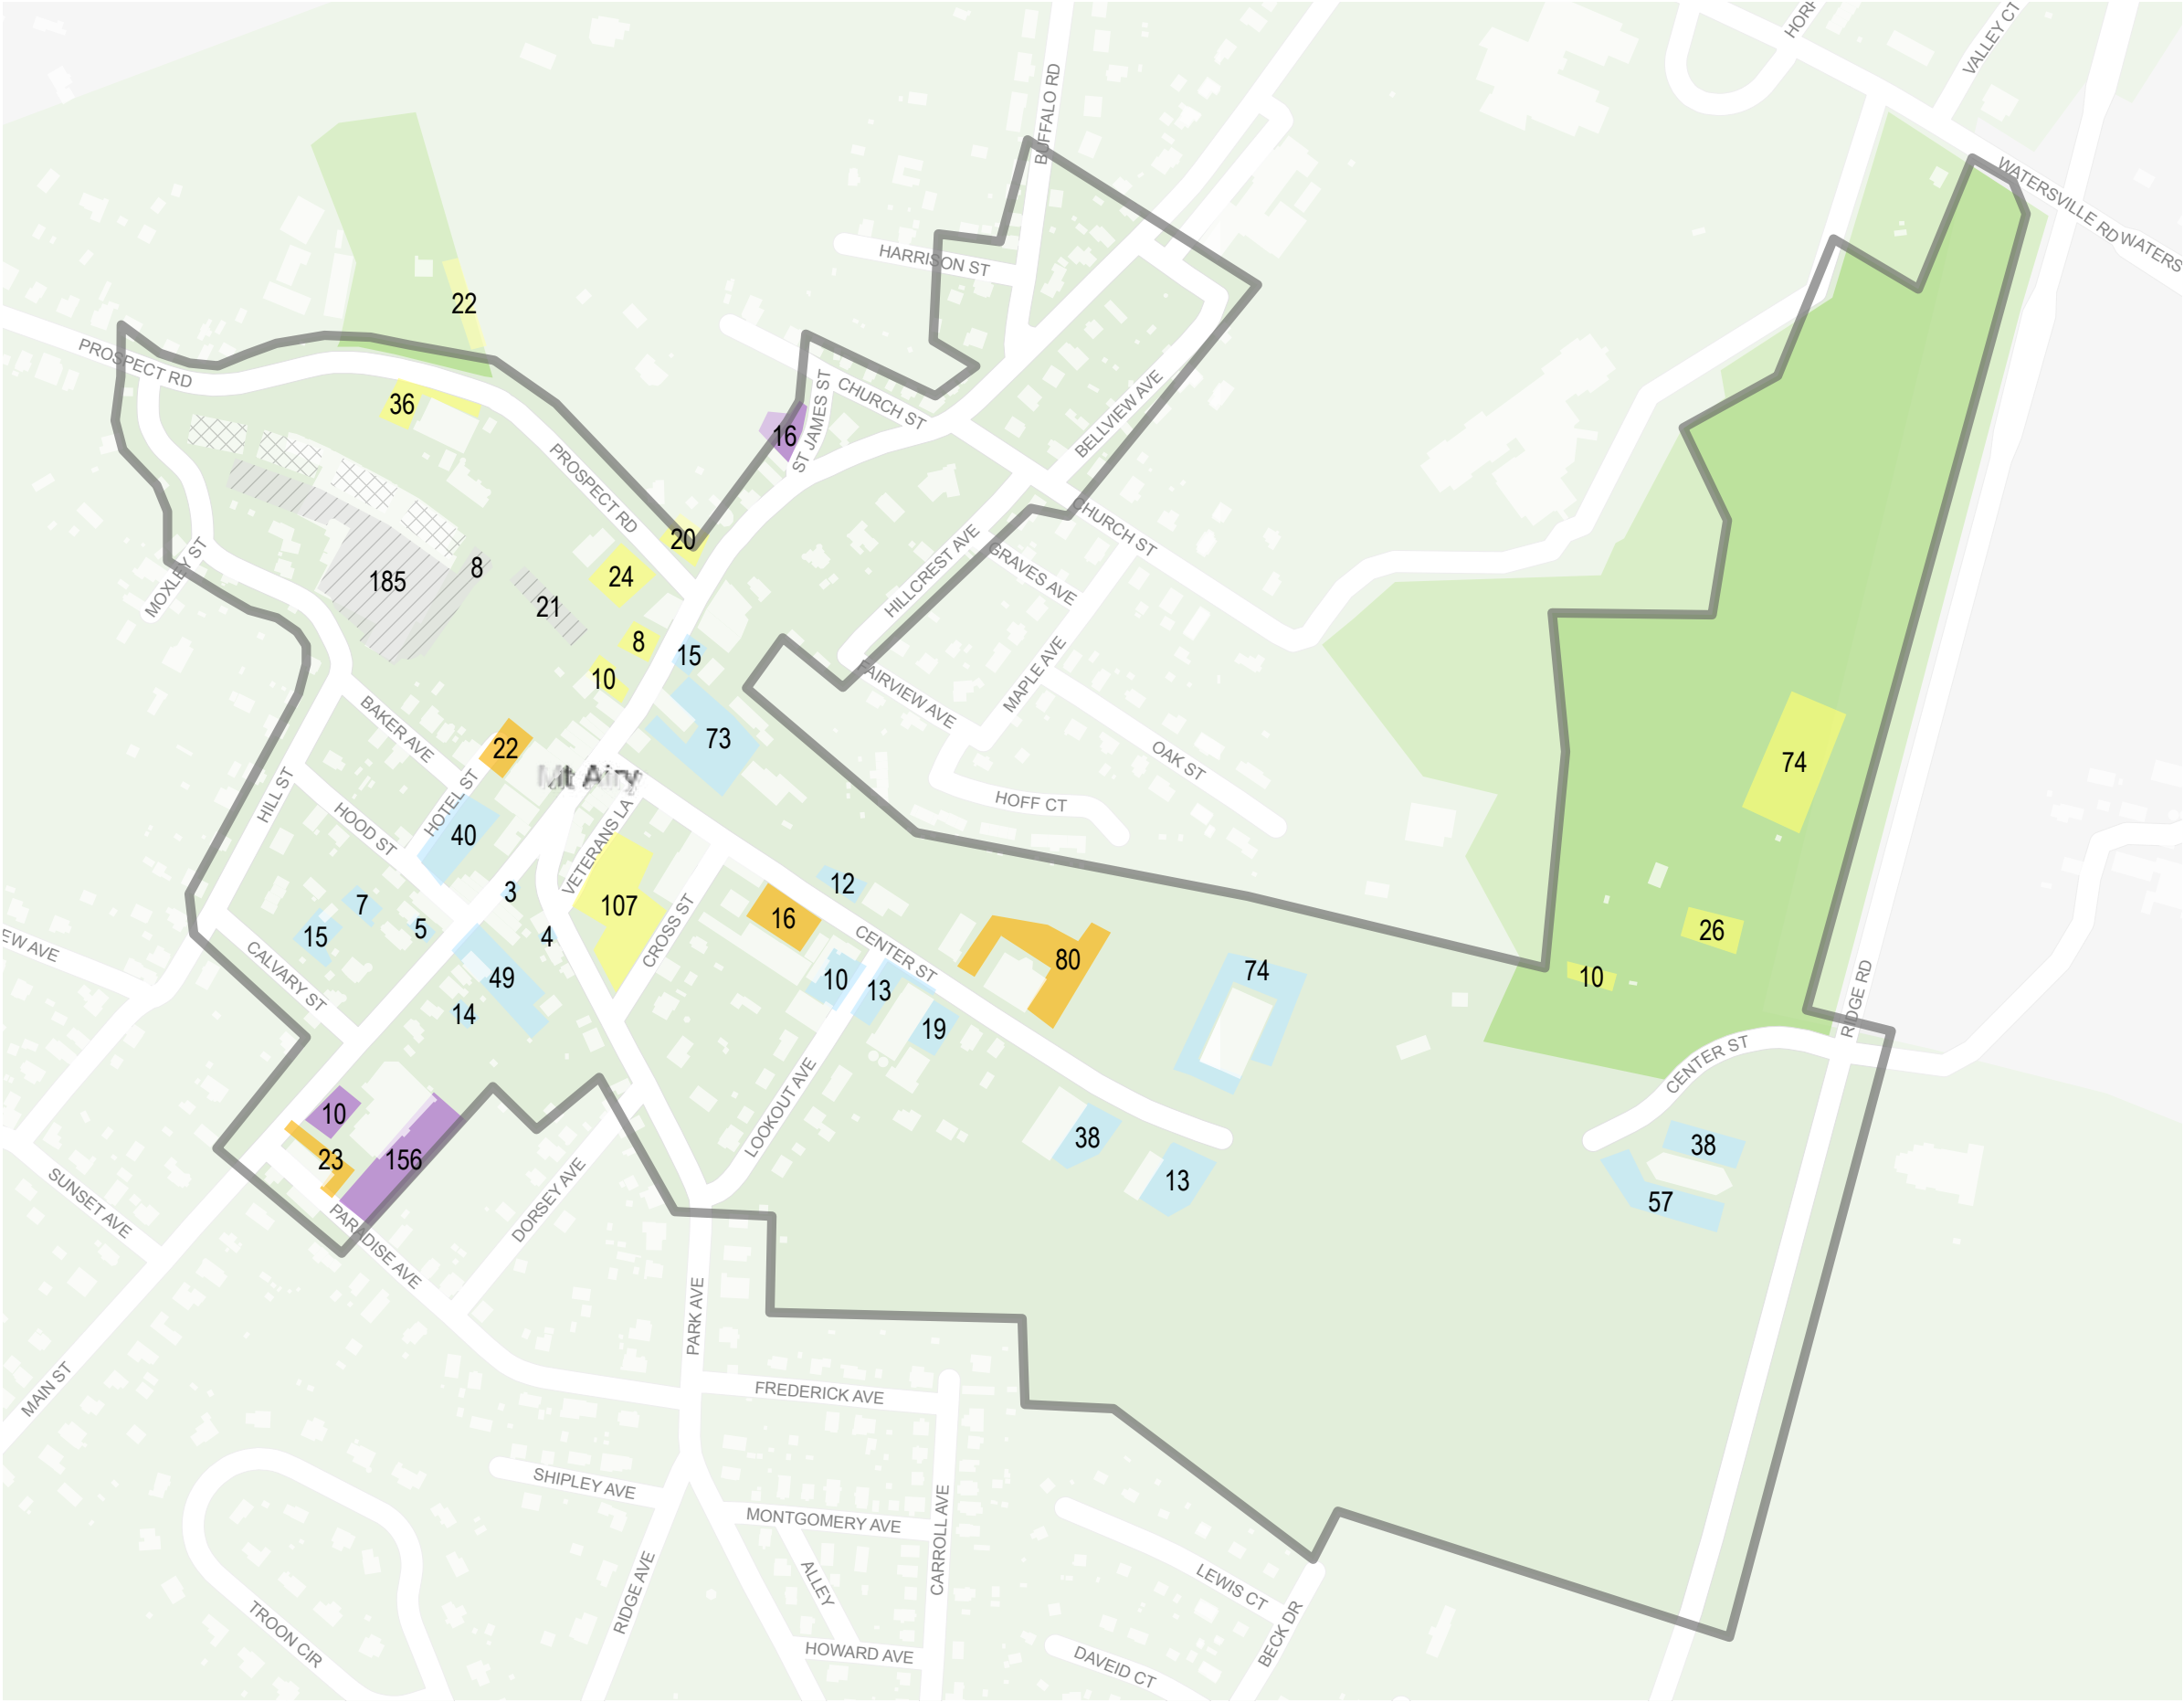 HORP
VALLEY CT
BUFFALO RD
WATERSVILLE RD
WATERS
HARRISON ST
22
PROSPECT RD
CHURCH ST
ST JAMES ST
BELLVIEW AVE
36
16
PROSPECT RD
20
CHURCH ST
GRAVES AVE
HILLCREST AVE
MOXLEY ST
185
8
21
24
8
15
10
FAIRVIEW AVE
MAPLE AVE
BAKER AVE
22
73
OAK ST
74
Mt Airy
HOFF CT
HILL ST
HOOD ST
HOTEL ST
40
VETERANS LA
12
3
7
5
15
4
107
16
CROSS ST
CENTER ST
80
26
EW AVE
CALVARY ST
49
14
10
13
19
74
10
RIDGE RD
CENTER ST
LOOKOUT AVE
10
23
156
38
13
38
57
SUNSET AVE
DORSEY AVE
PARADISE AVE
PARK AVE
MAIN ST
FREDERICK AVE
SHIPLEY AVE
MONTGOMERY AVE
CARROLL AVE
ALLEY
RIDGE AVE
LEWIS CT
BECK DR
TROON CIR
HOWARD AVE
DAVEID CT